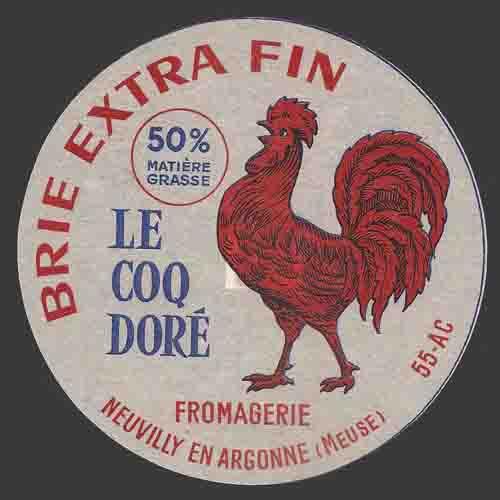 BRIE EXTRA FIN
50%
MATIÈRE
GRASSE
LE
COQ
DORÉ
55-AC
FROMAGERIE
NEUVILLY EN ARGONNE (MEUSE)